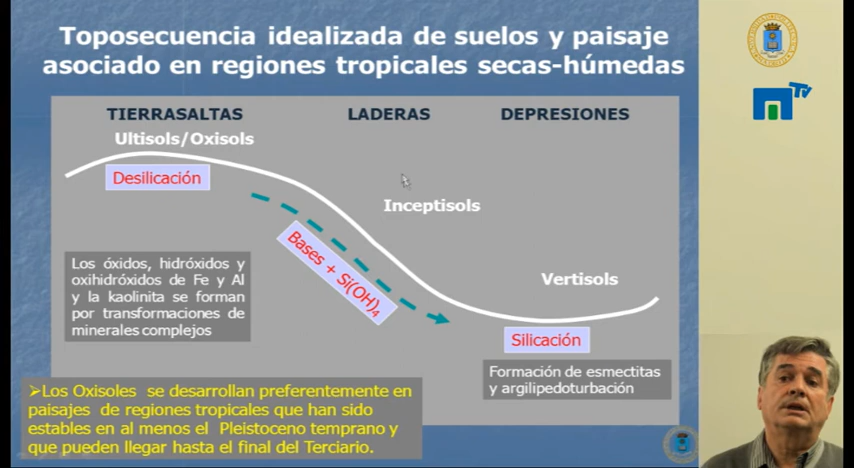 Toposecuencia idealizada de suelos y paisaje
asociado en regiones tropicales secas-húmedas
TIERRASALTAS
LADERAS
DEPRESIONES
Ultisols/Oxisols
Desilicación
Inceptisols
Bases + Si(OH)4
Los óxidos, hidróxidos y
oxihidróxidos de Fe y Al
y la kaolinita se forman
por transformaciones de
minerales complejos
Vertisols
Silicación
Formación de esmectitas
y argilipedoturbación
➢Los Oxisoles se desarrollan preferentemente en
paisajes de regiones tropicales que han sido
estables en al menos el Pleistoceno temprano y
que pueden llegar hasta el final del Terciario.
TV